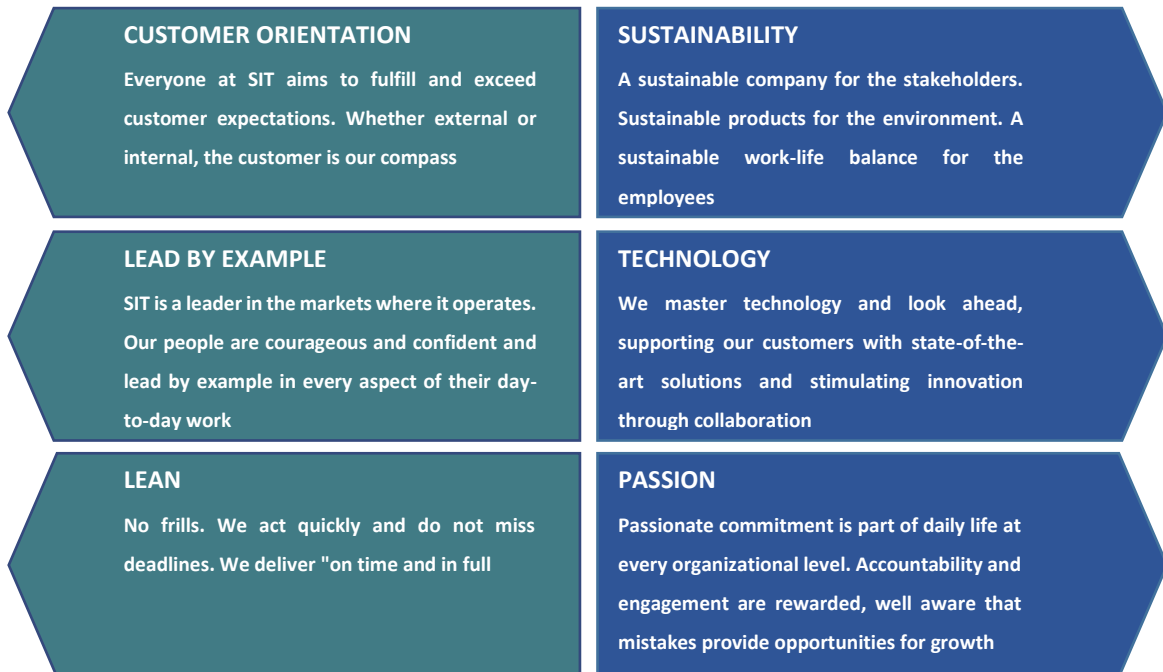 CUSTOMER ORIENTATION
Everyone at SIT aims to fulfill and exceed
customer expectations. Whether external or
internal, the customer is our compass
SUSTAINABILITY
A sustainable company for the stakeholders.
Sustainable products for the environment. A
sustainable work-life balance for the
employees
LEAD BY EXAMPLE
SIT is a leader in the markets where it operates.
Our people are courageous and confident and
lead by example in every aspect of their day-
to-day work
TECHNOLOGY
We master technology and look ahead,
supporting our customers with state-of-the-
art solutions and stimulating innovation
through collaboration
LEAN
No frills. We act quickly and do not miss
deadlines. We deliver "on time and in full
PASSION
Passionate commitment is part of daily life at
every organizational level. Accountability and
engagement are rewarded, well aware that
mistakes provide opportunities for growth